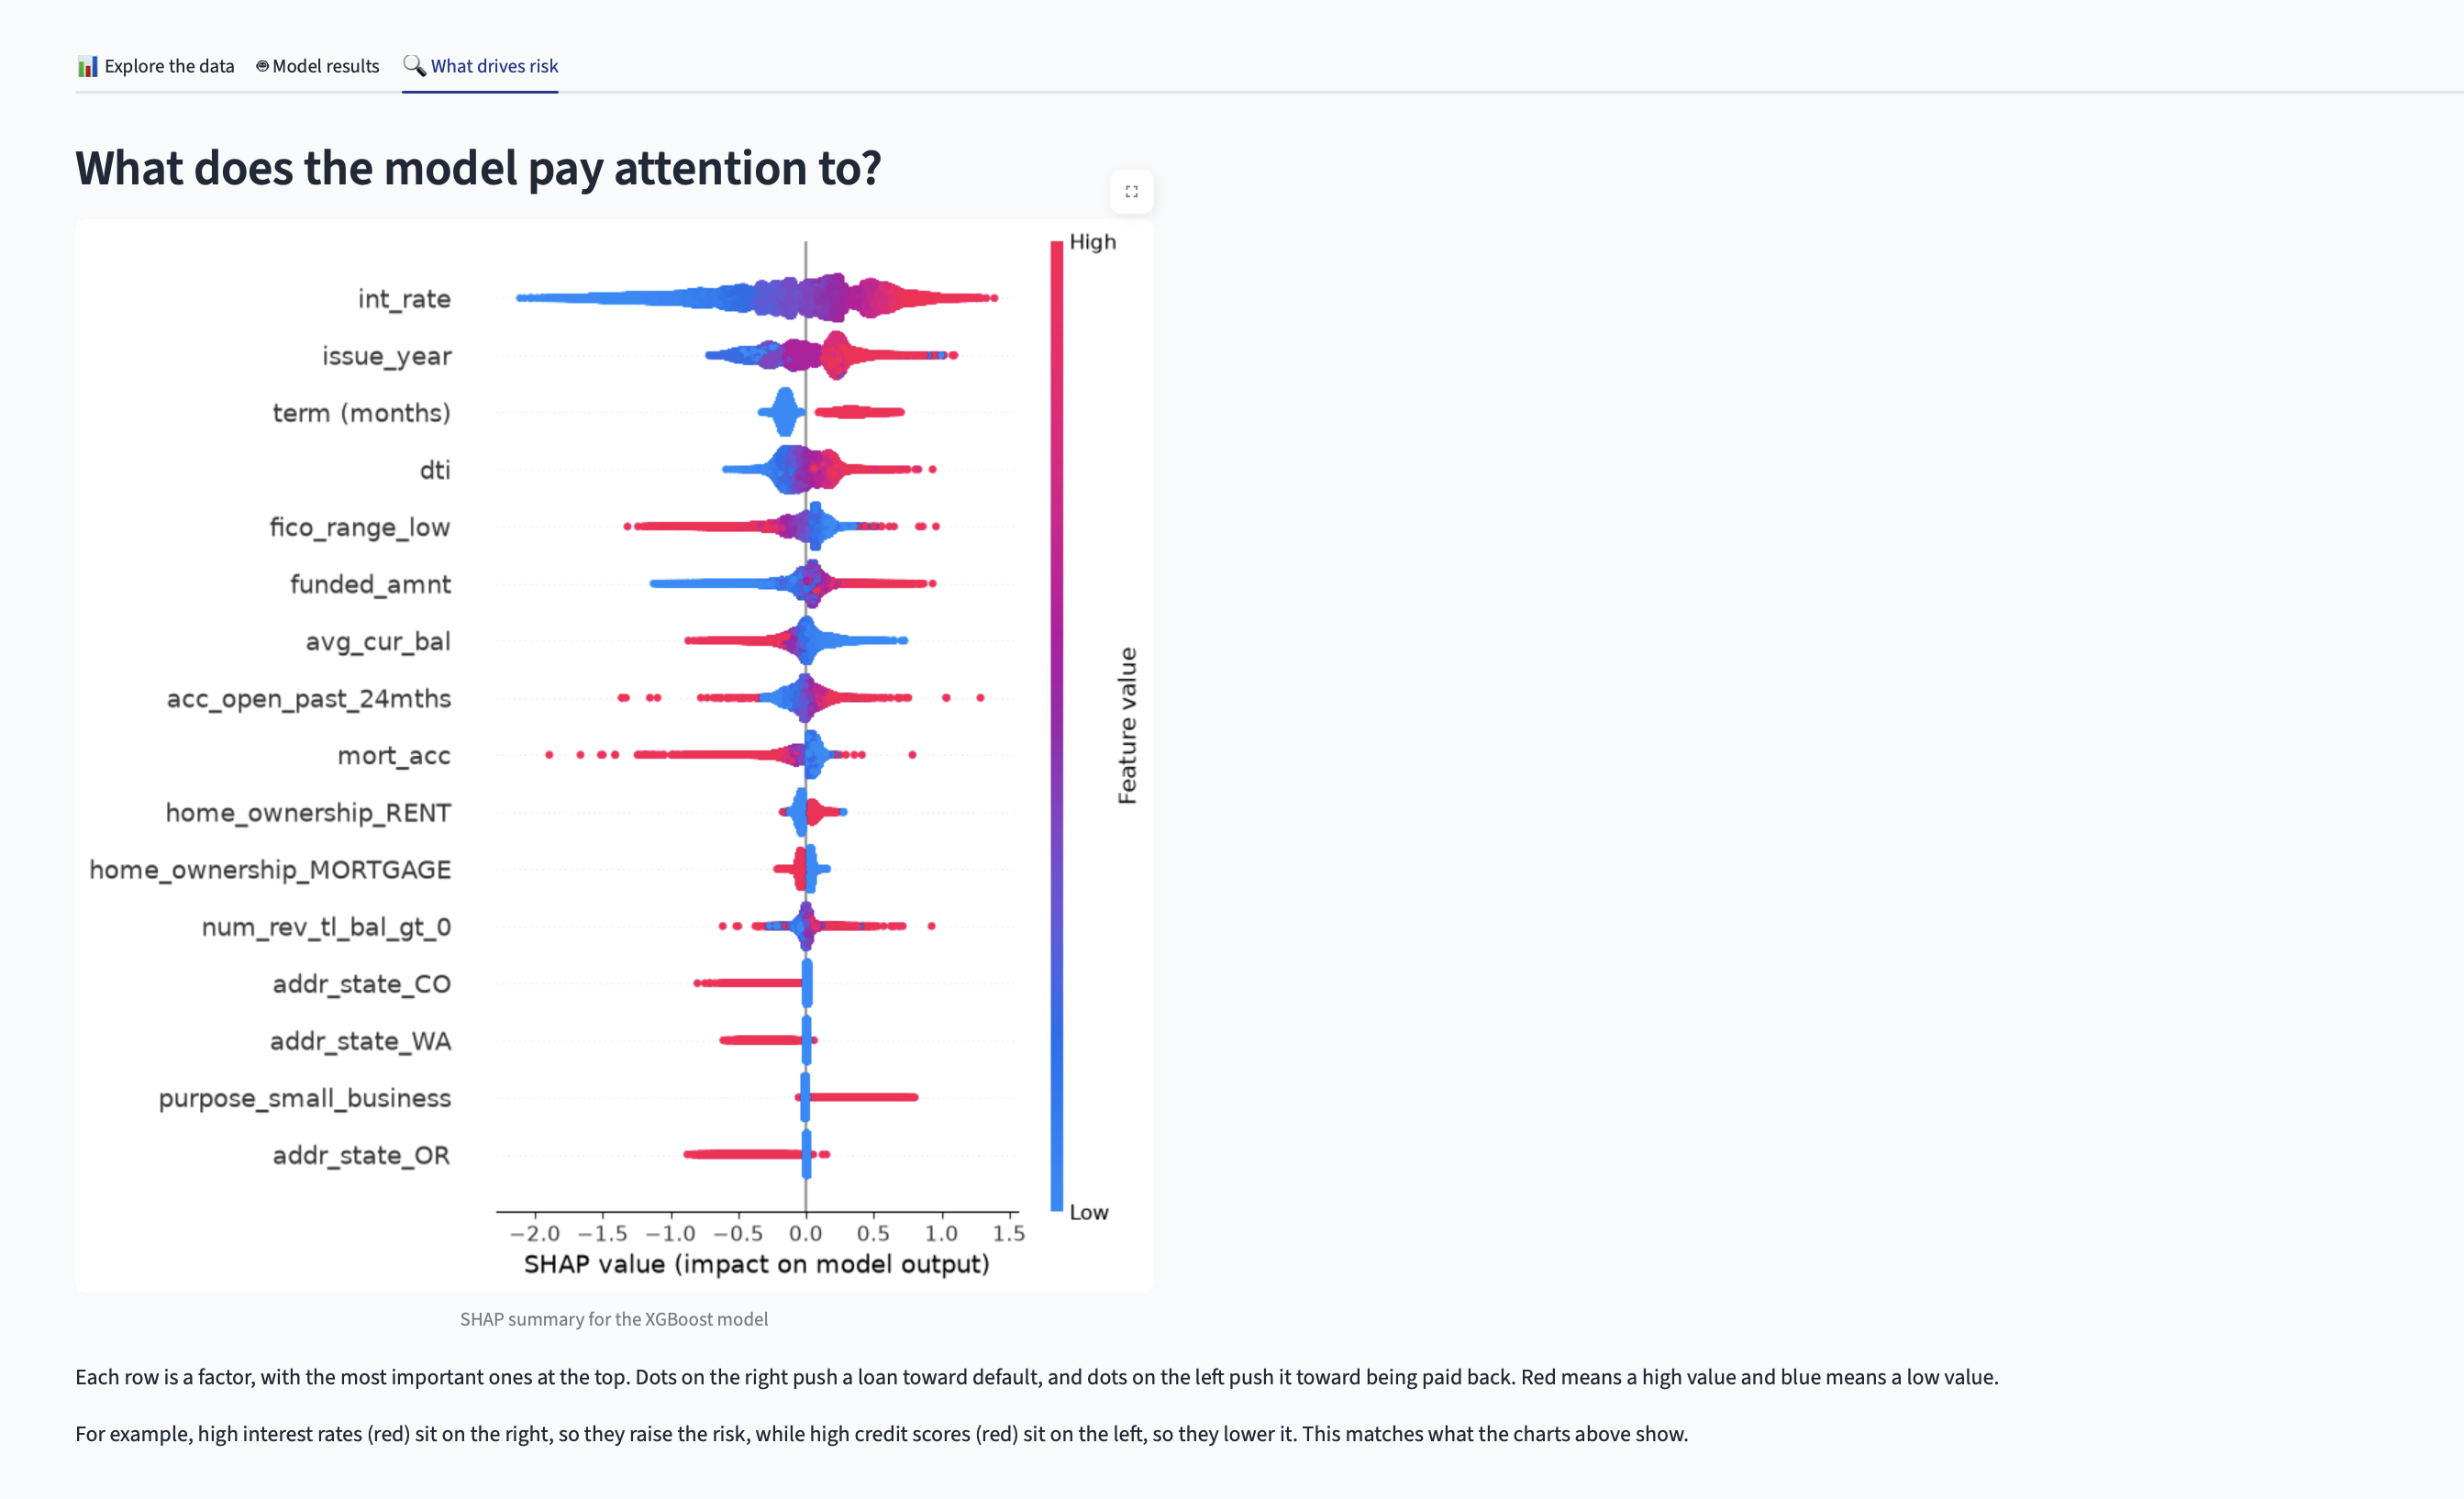 Explore the data Model results What drives risk
What does the model pay attention to?
High
int_rate
issue_year
term (months)
dti
fico_range_low
funded_amnt
avg_cur_bal
acc_open_past_24mths
mort_acc
home_ownership_RENT
home_ownership_MORTGAGE
num_rev_tl_bal_gt_0
addr_state_CO
addr_state_WA
purpose_small_business
addr_state_OR
Feature value
Low
−2.0 −1.5 −1.0 −0.5 0.0 0.5 1.0 1.5
SHAP value (impact on model output)
SHAP summary for the XGBoost model
Each row is a factor, with the most important ones at the top. Dots on the right push a loan toward default, and dots on the left push it toward being paid back. Red means a high value and blue means a low value.
For example, high interest rates (red) sit on the right, so they raise the risk, while high credit scores (red) sit on the left, so they lower it. This matches what the charts above show.